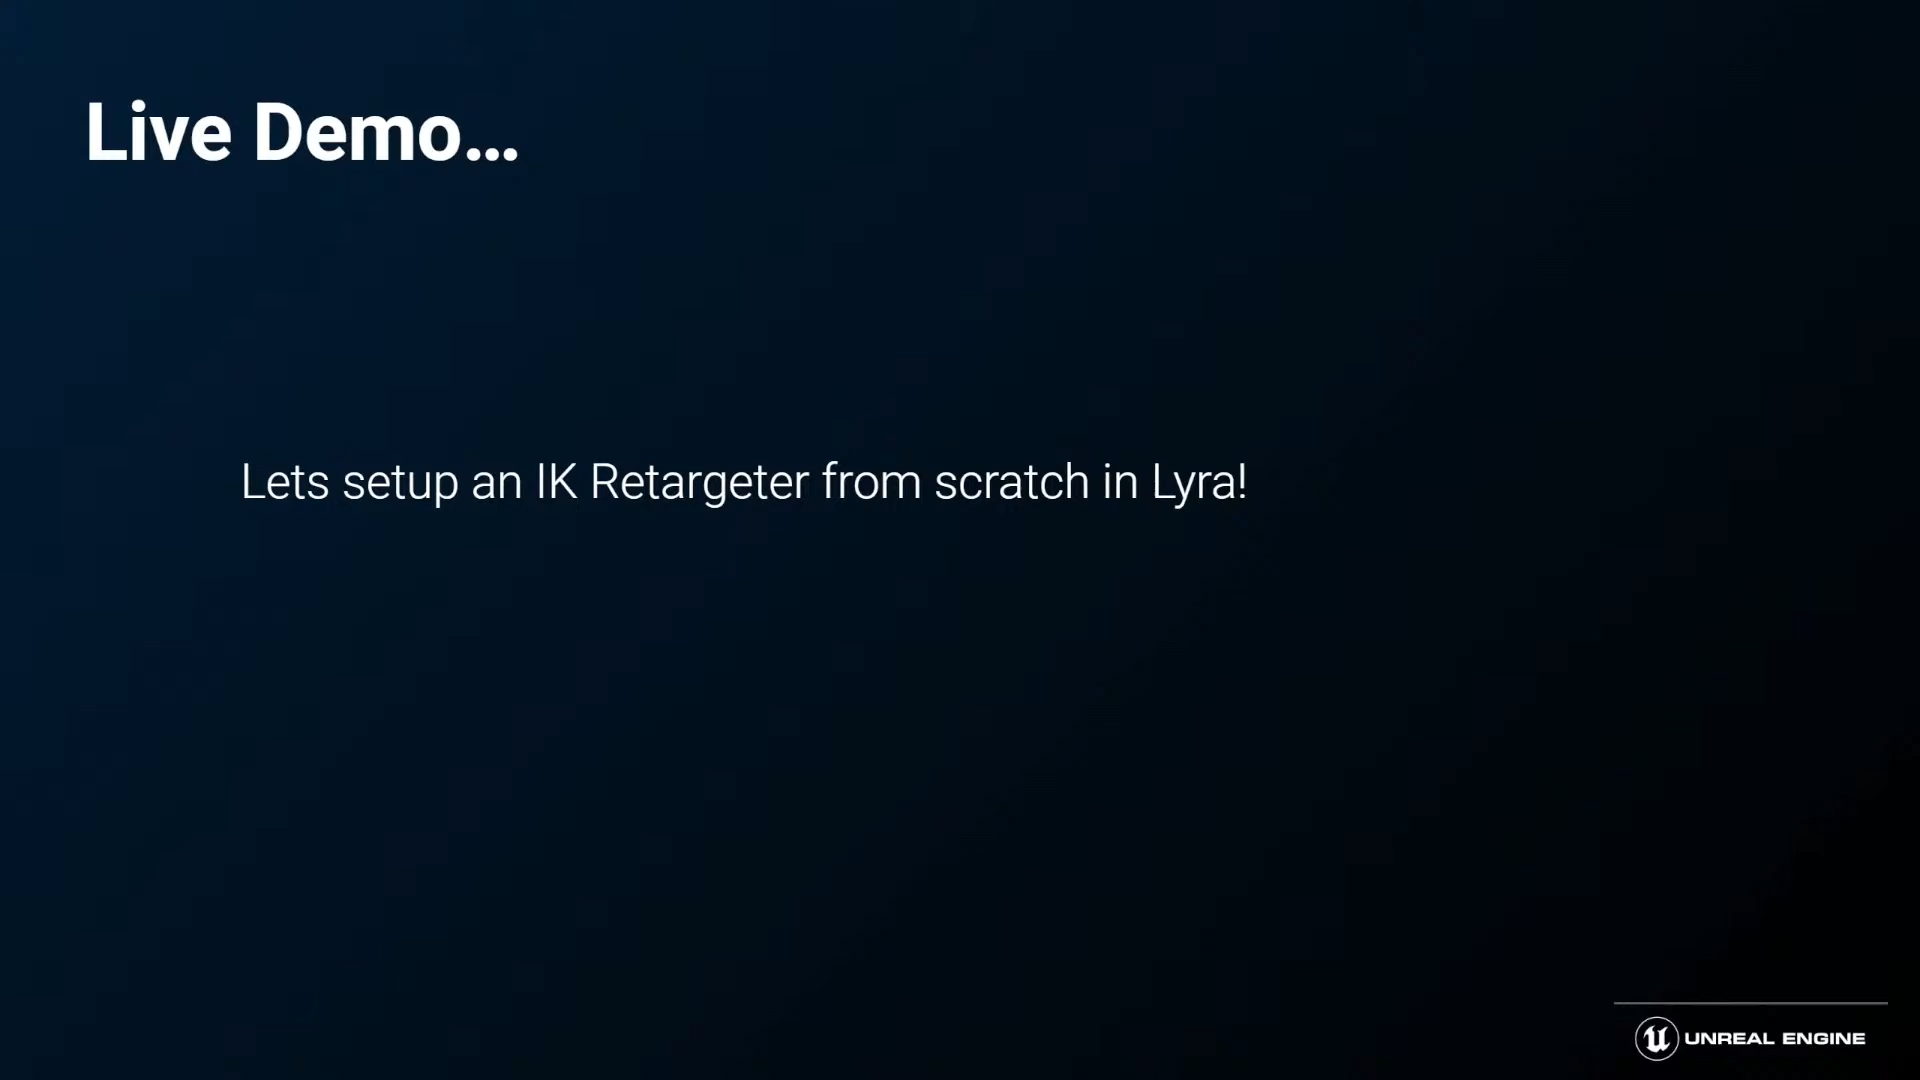 Live Demo...
Lets setup an IK Retargeter from scratch in Lyra!
UNREAL ENGINE